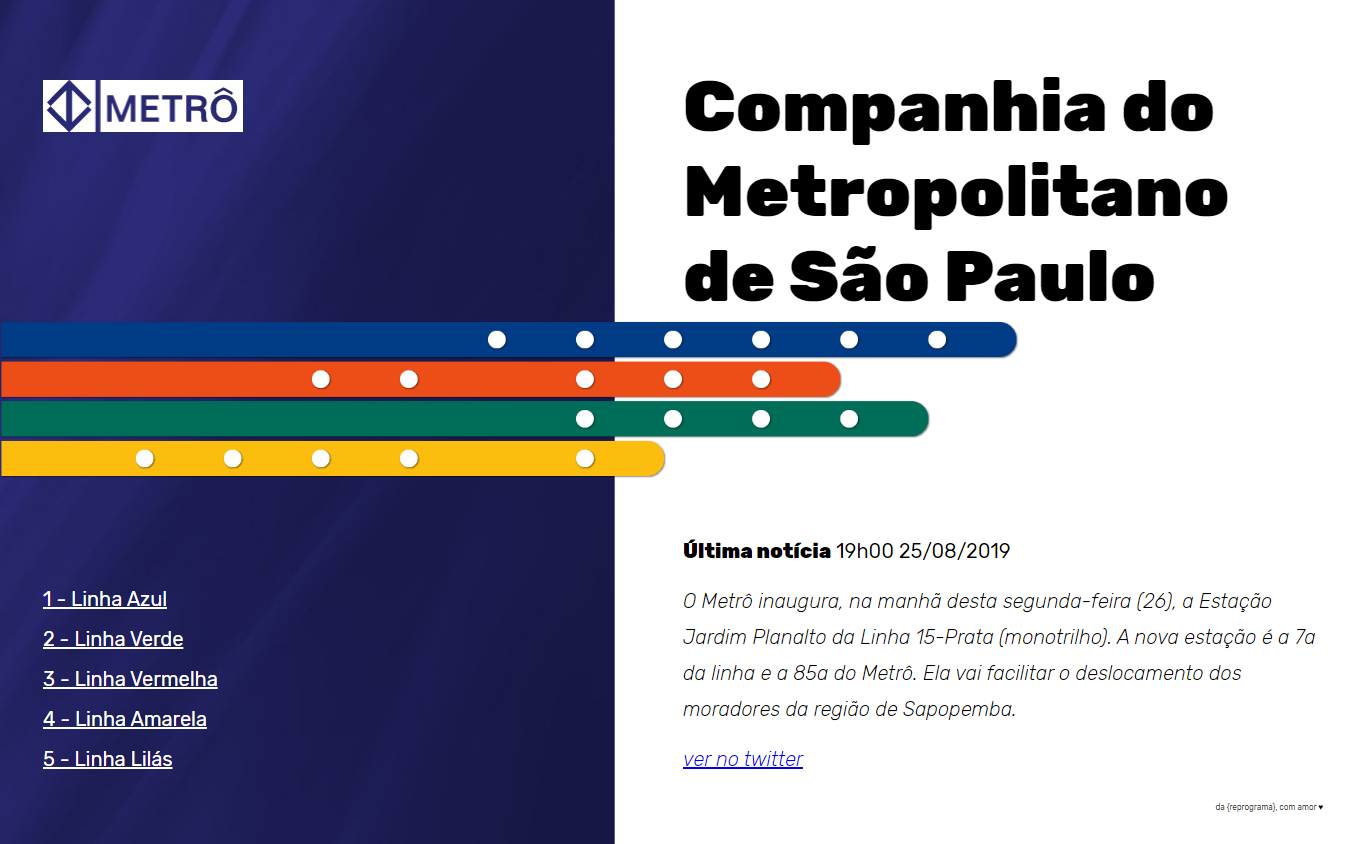 METRÔ
Companhia do
Metropolitano
de São Paulo
1 - Linha Azul
2 - Linha Verde
3 - Linha Vermelha
4 - Linha Amarela
5 - Linha Lilás
Última notícia 19h00 25/08/2019
O Metrô inaugura, na manhã desta segunda-feira (26), a Estação
Jardim Planalto da Linha 15-Prata (monotrilho). A nova estação é a 7a
da linha e a 85a do Metrô. Ela vai facilitar o deslocamento dos
moradores da região de Sapopemba.
ver no twitter
da {reprograma}, com amor ♥